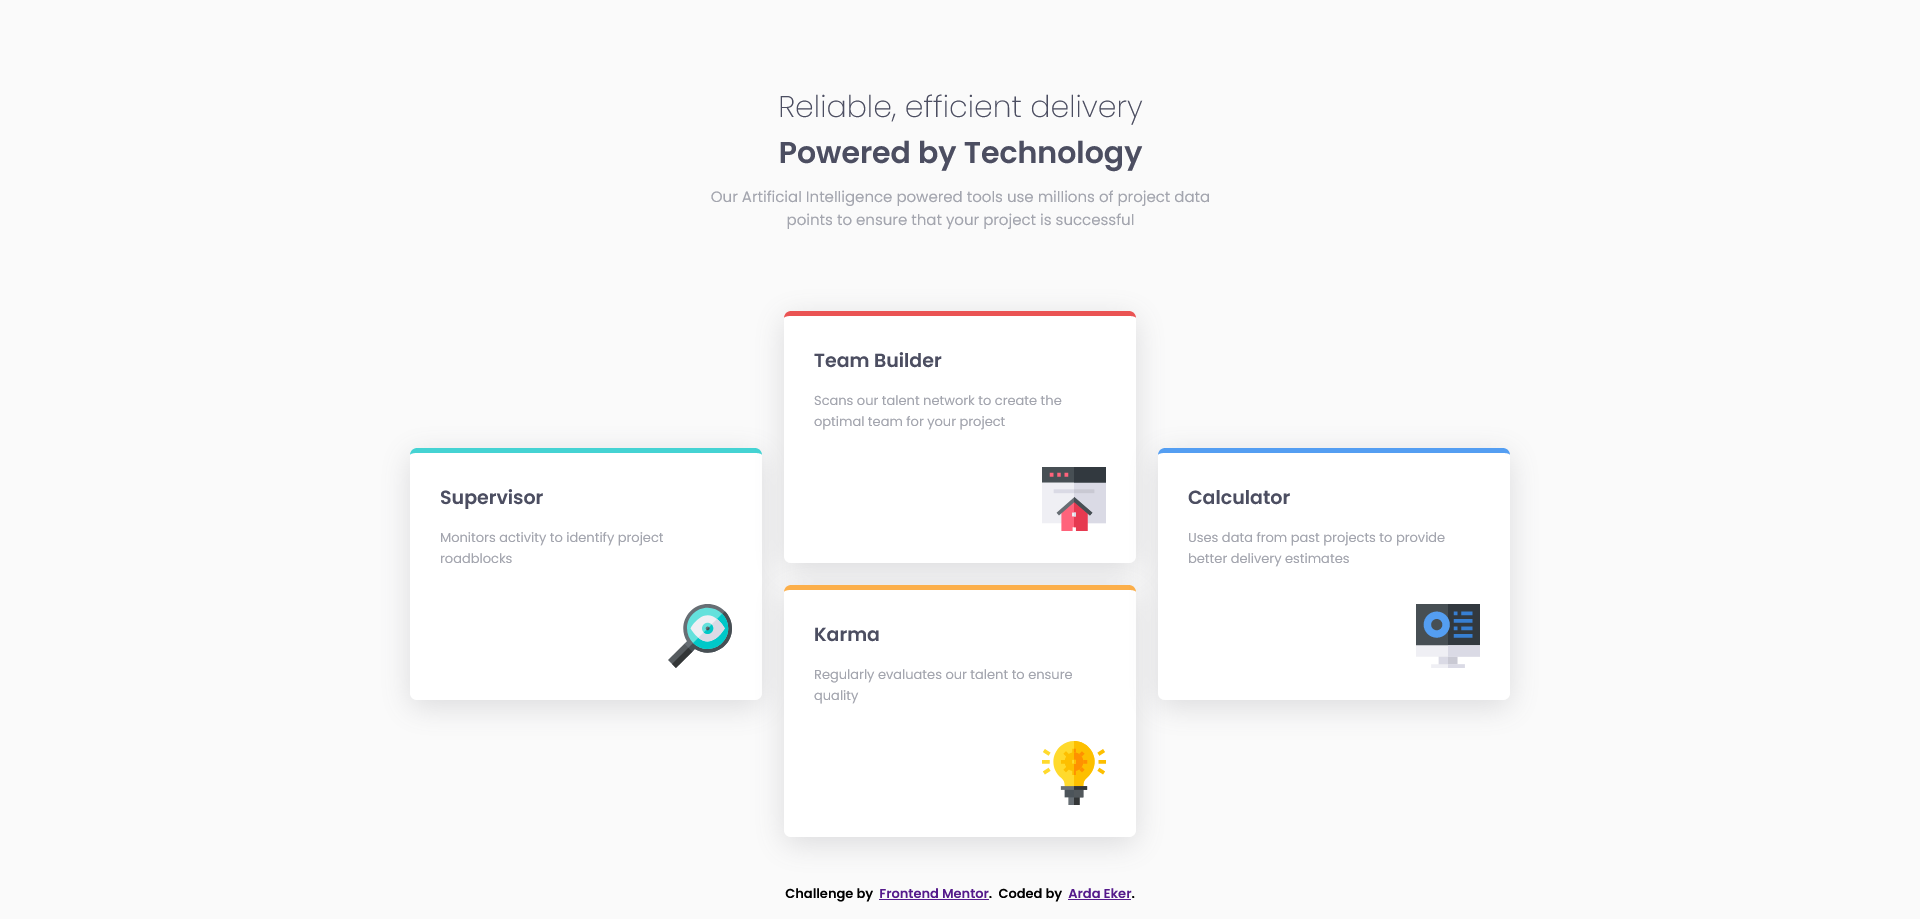 Reliable, efficient delivery
Powered by Technology
Our Artificial Intelligence powered tools use millions of project data
points to ensure that your project is successful
Supervisor
Monitors activity to identify project
roadblocks
Team Builder
Scans our talent network to create the
optimal team for your project
Karma
Regularly evaluates our talent to ensure
quality
Calculator
Uses data from past projects to provide
better delivery estimates
Challenge by Frontend Mentor. Coded by Arda Eker.